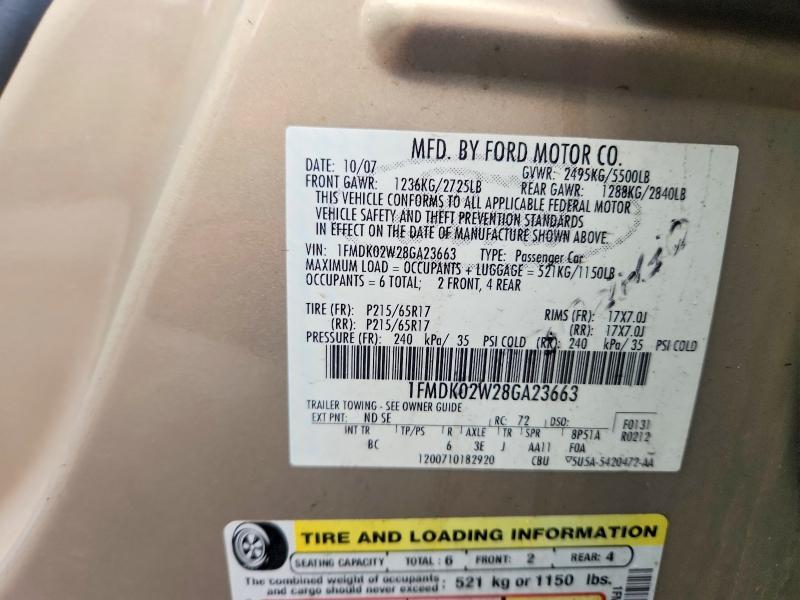 MFD. BY FORD MOTOR CO.
DATE: 10/07 GVWR: 2495KG/5500LB
FRONT GAWR: 1236KG/2725LB REAR GAWR: 1288KG/2840LB
THIS VEHICLE CONFORMS TO ALL APPLICABLE FEDERAL MOTOR
VEHICLE SAFETY AND THEFT PREVENTION STANDARDS
IN EFFECT ON THE DATE OF MANUFACTURE SHOWN ABOVE.
VIN: 1FMDK02W28GA23663 TYPE: Passenger Car
MAXIMUM LOAD = OCCUPANTS + LUGGAGE = 521KG/1150LB
OCCUPANTS = 6 TOTAL; 2 FRONT, 4 REAR
TIRE (FR): P215/65R17 RIMS (FR): 17X7.0J
(RR): P215/65R17 (RR): 17X7.0J
PRESSURE (FR): 240 kPa/ 35 PSI COLD (RR): 240 kPa/ 35 PSI COLD
1FMDK02W28GA23663
TRAILER TOWING - SEE OWNER GUIDE
EXT PNT: ND SE RC: 72 DSO: F0131
INT TR TP/PS R AXLE TR SPR 8P51A R0212
BC 6 3E J AA11 F0A
1200710182920 CBU 5U5A-5420472-AA
TIRE AND LOADING INFORMATION
SEATING CAPACITY TOTAL: 6 FRONT: 2 REAR: 4
The combined weight of occupants
and cargo should never exceed: 521 kg or 1150 lbs.